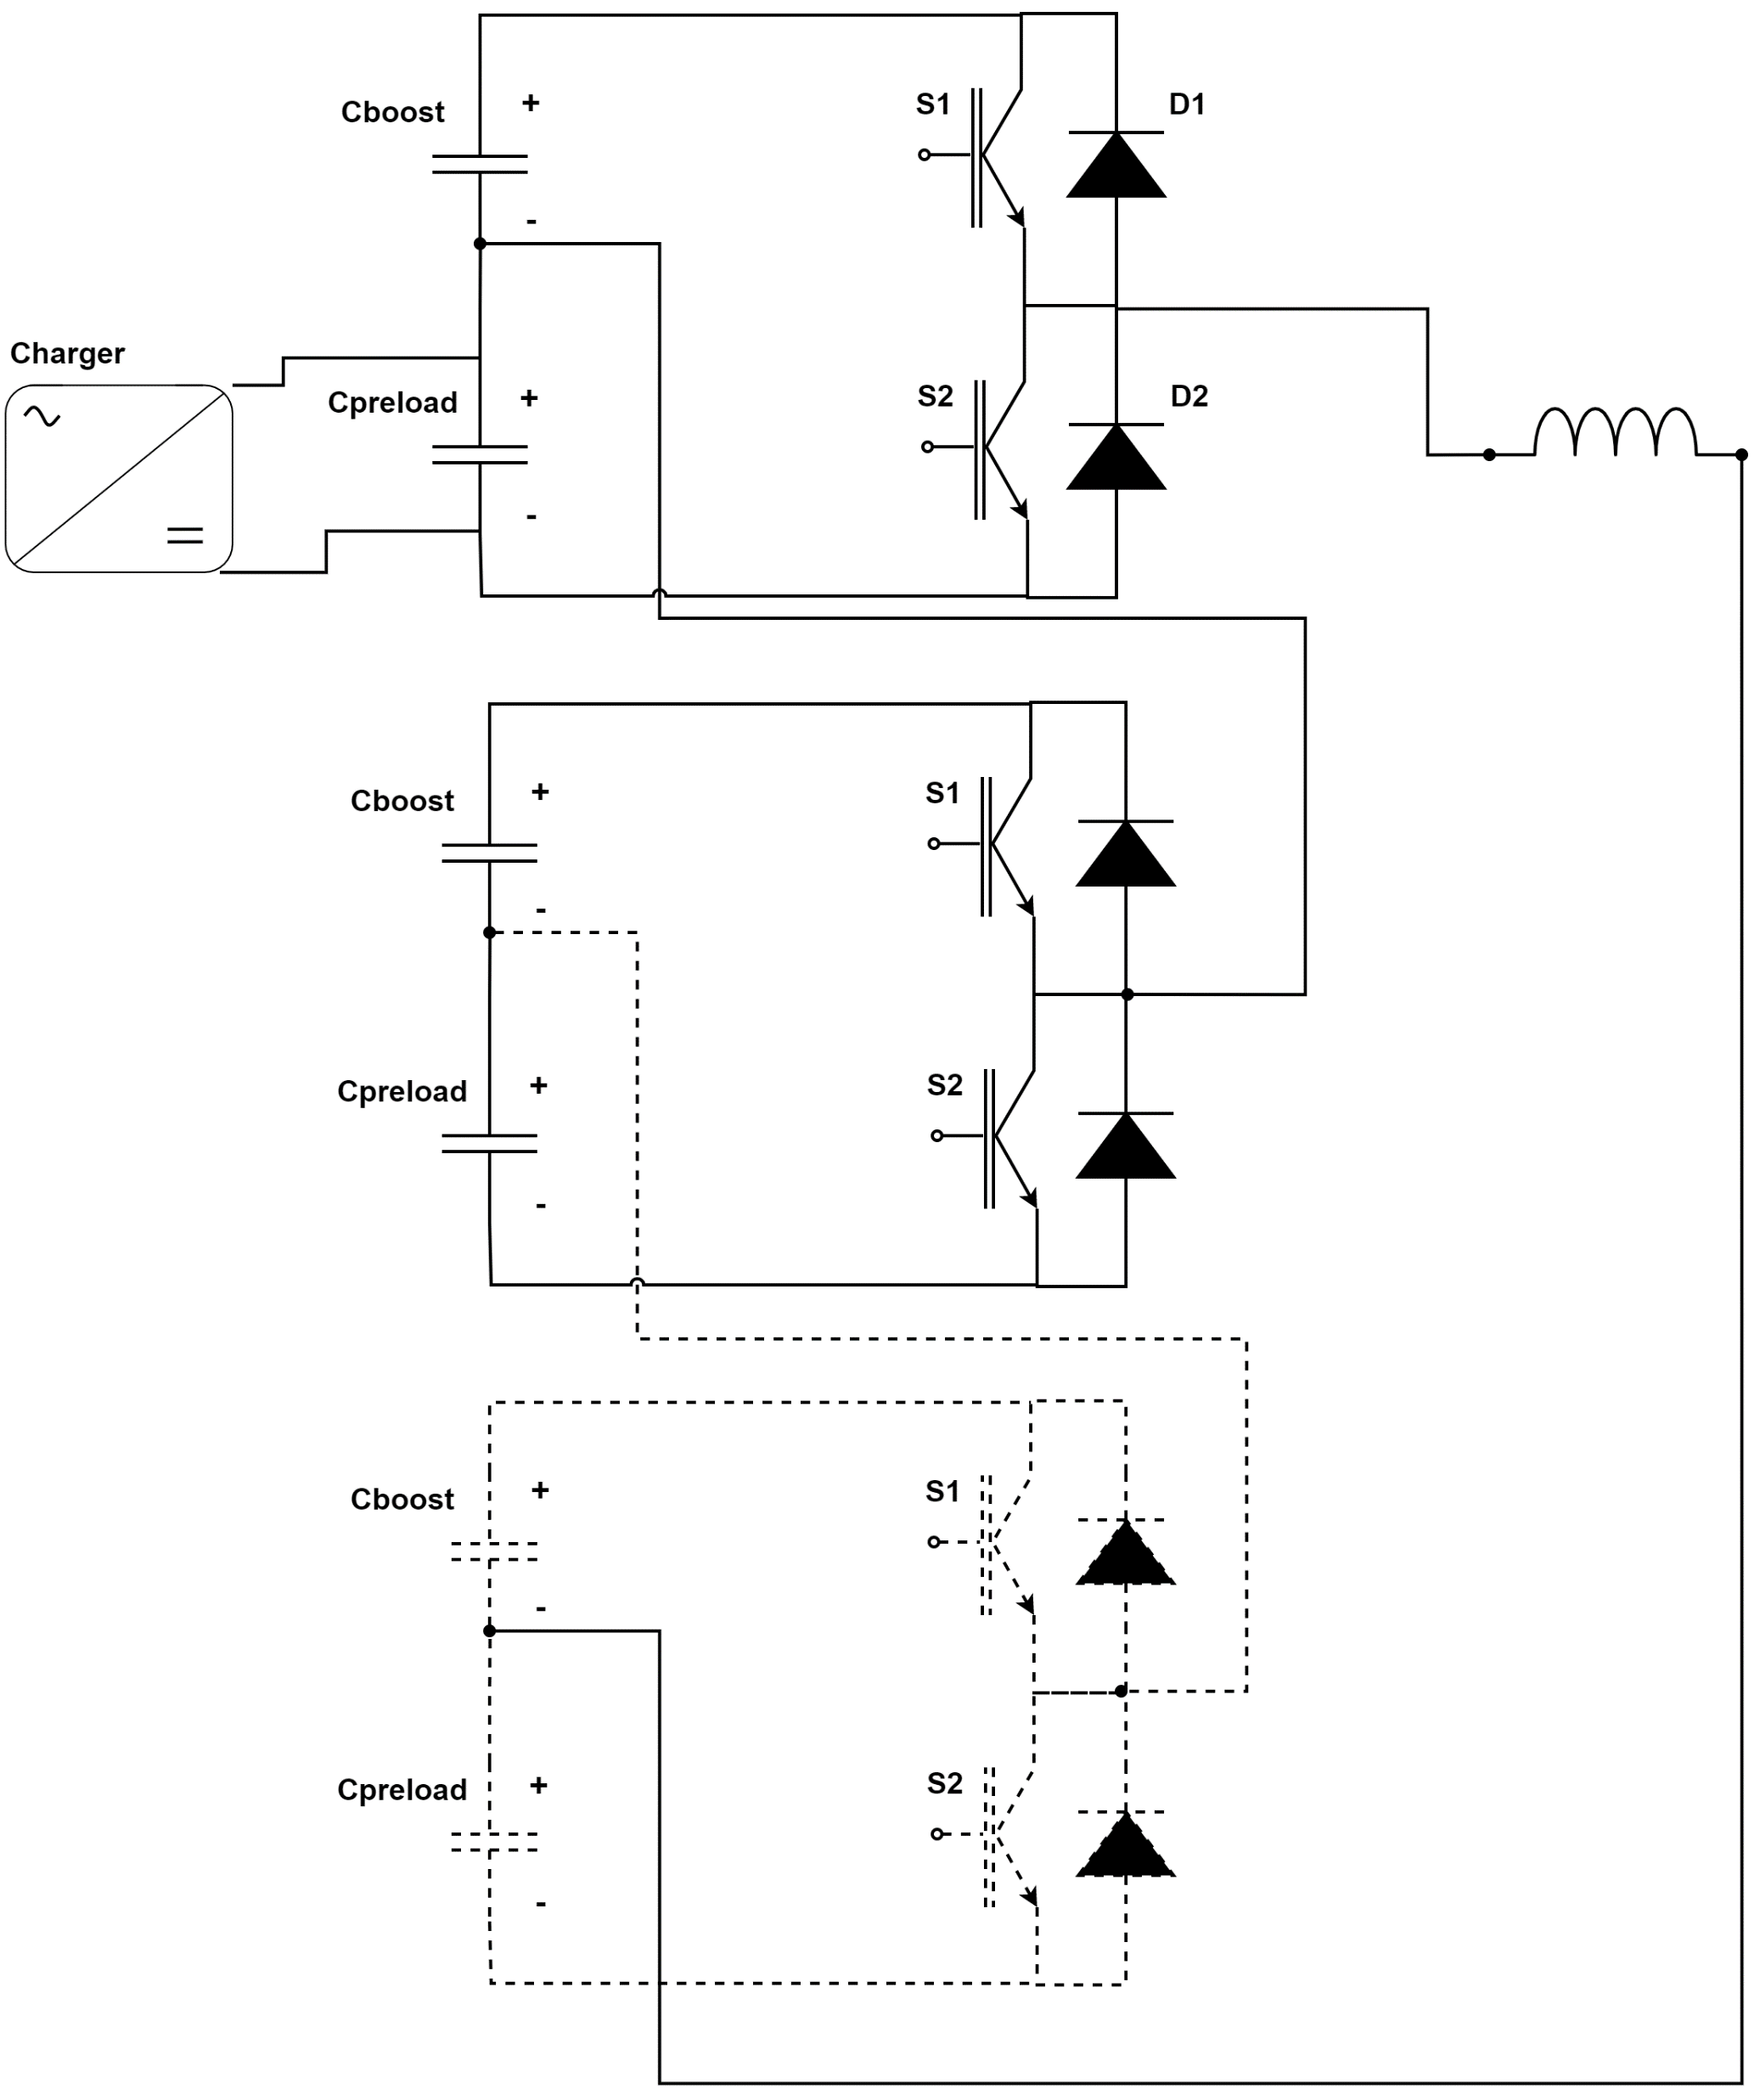 Cboost
+
S1
D1
-
Charger
Cpreload
+
S2
D2
-
Cboost
+
S1
-
Cpreload
+
S2
-
Cboost
+
S1
-
Cpreload
+
S2
-